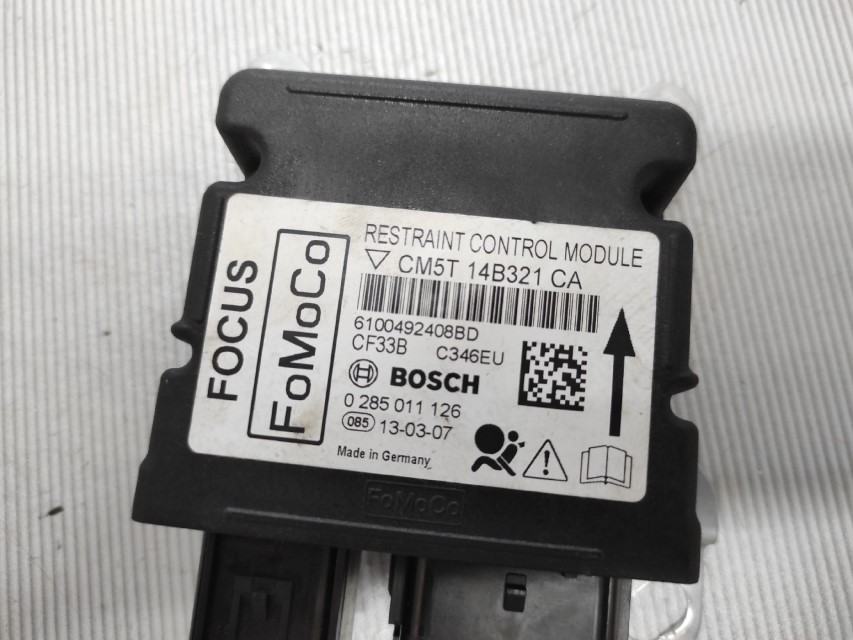 FOCUS
FoMoCo
RESTRAINT CONTROL MODULE
CM5T 14B321 CA
6100492408BD
CF33B C346EU
BOSCH
0 285 011 126
085 13-03-07
Made in Germany
FoMoCo